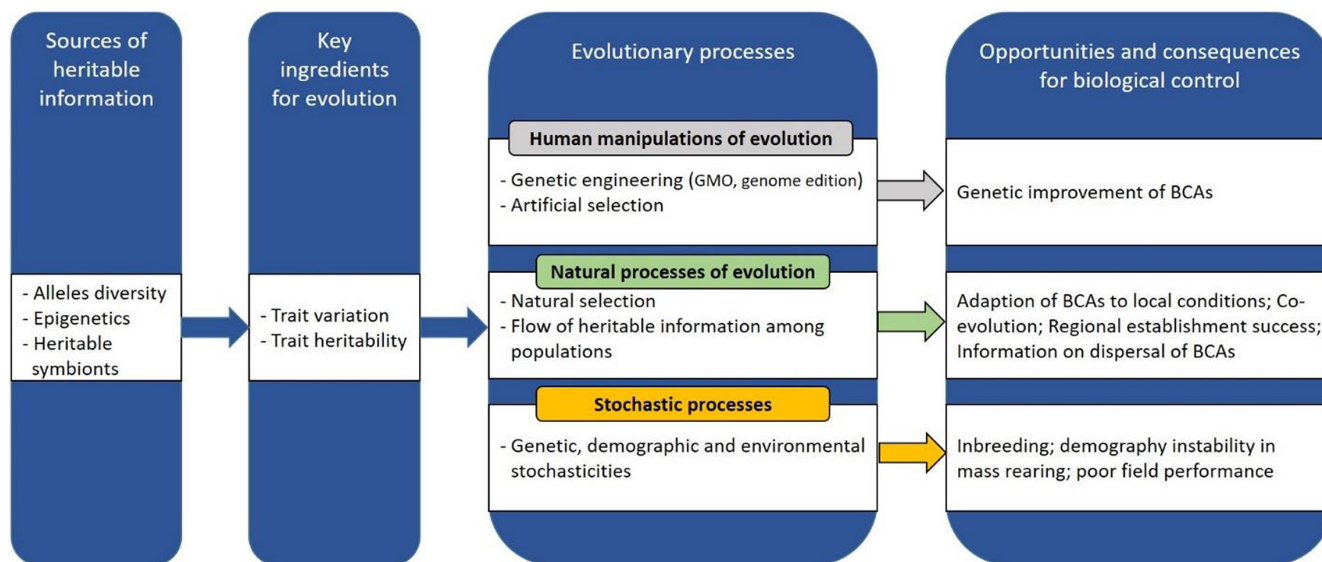 Sources of
heritable
information
- Alleles diversity
- Epigenetics
- Heritable
symbionts
Key
ingredients
for evolution
- Trait variation
- Trait heritability
Evolutionary processes
Human manipulations of evolution
- Genetic engineering (GMO, genome edition)
- Artificial selection
Natural processes of evolution
- Natural selection
- Flow of heritable information among
populations
Stochastic processes
- Genetic, demographic and environmental
stochasticities
Opportunities and consequences
for biological control
Genetic improvement of BCAs
Adaption of BCAs to local conditions; Co-
evolution; Regional establishment success;
Information on dispersal of BCAs
Inbreeding; demography instability in
mass rearing; poor field performance